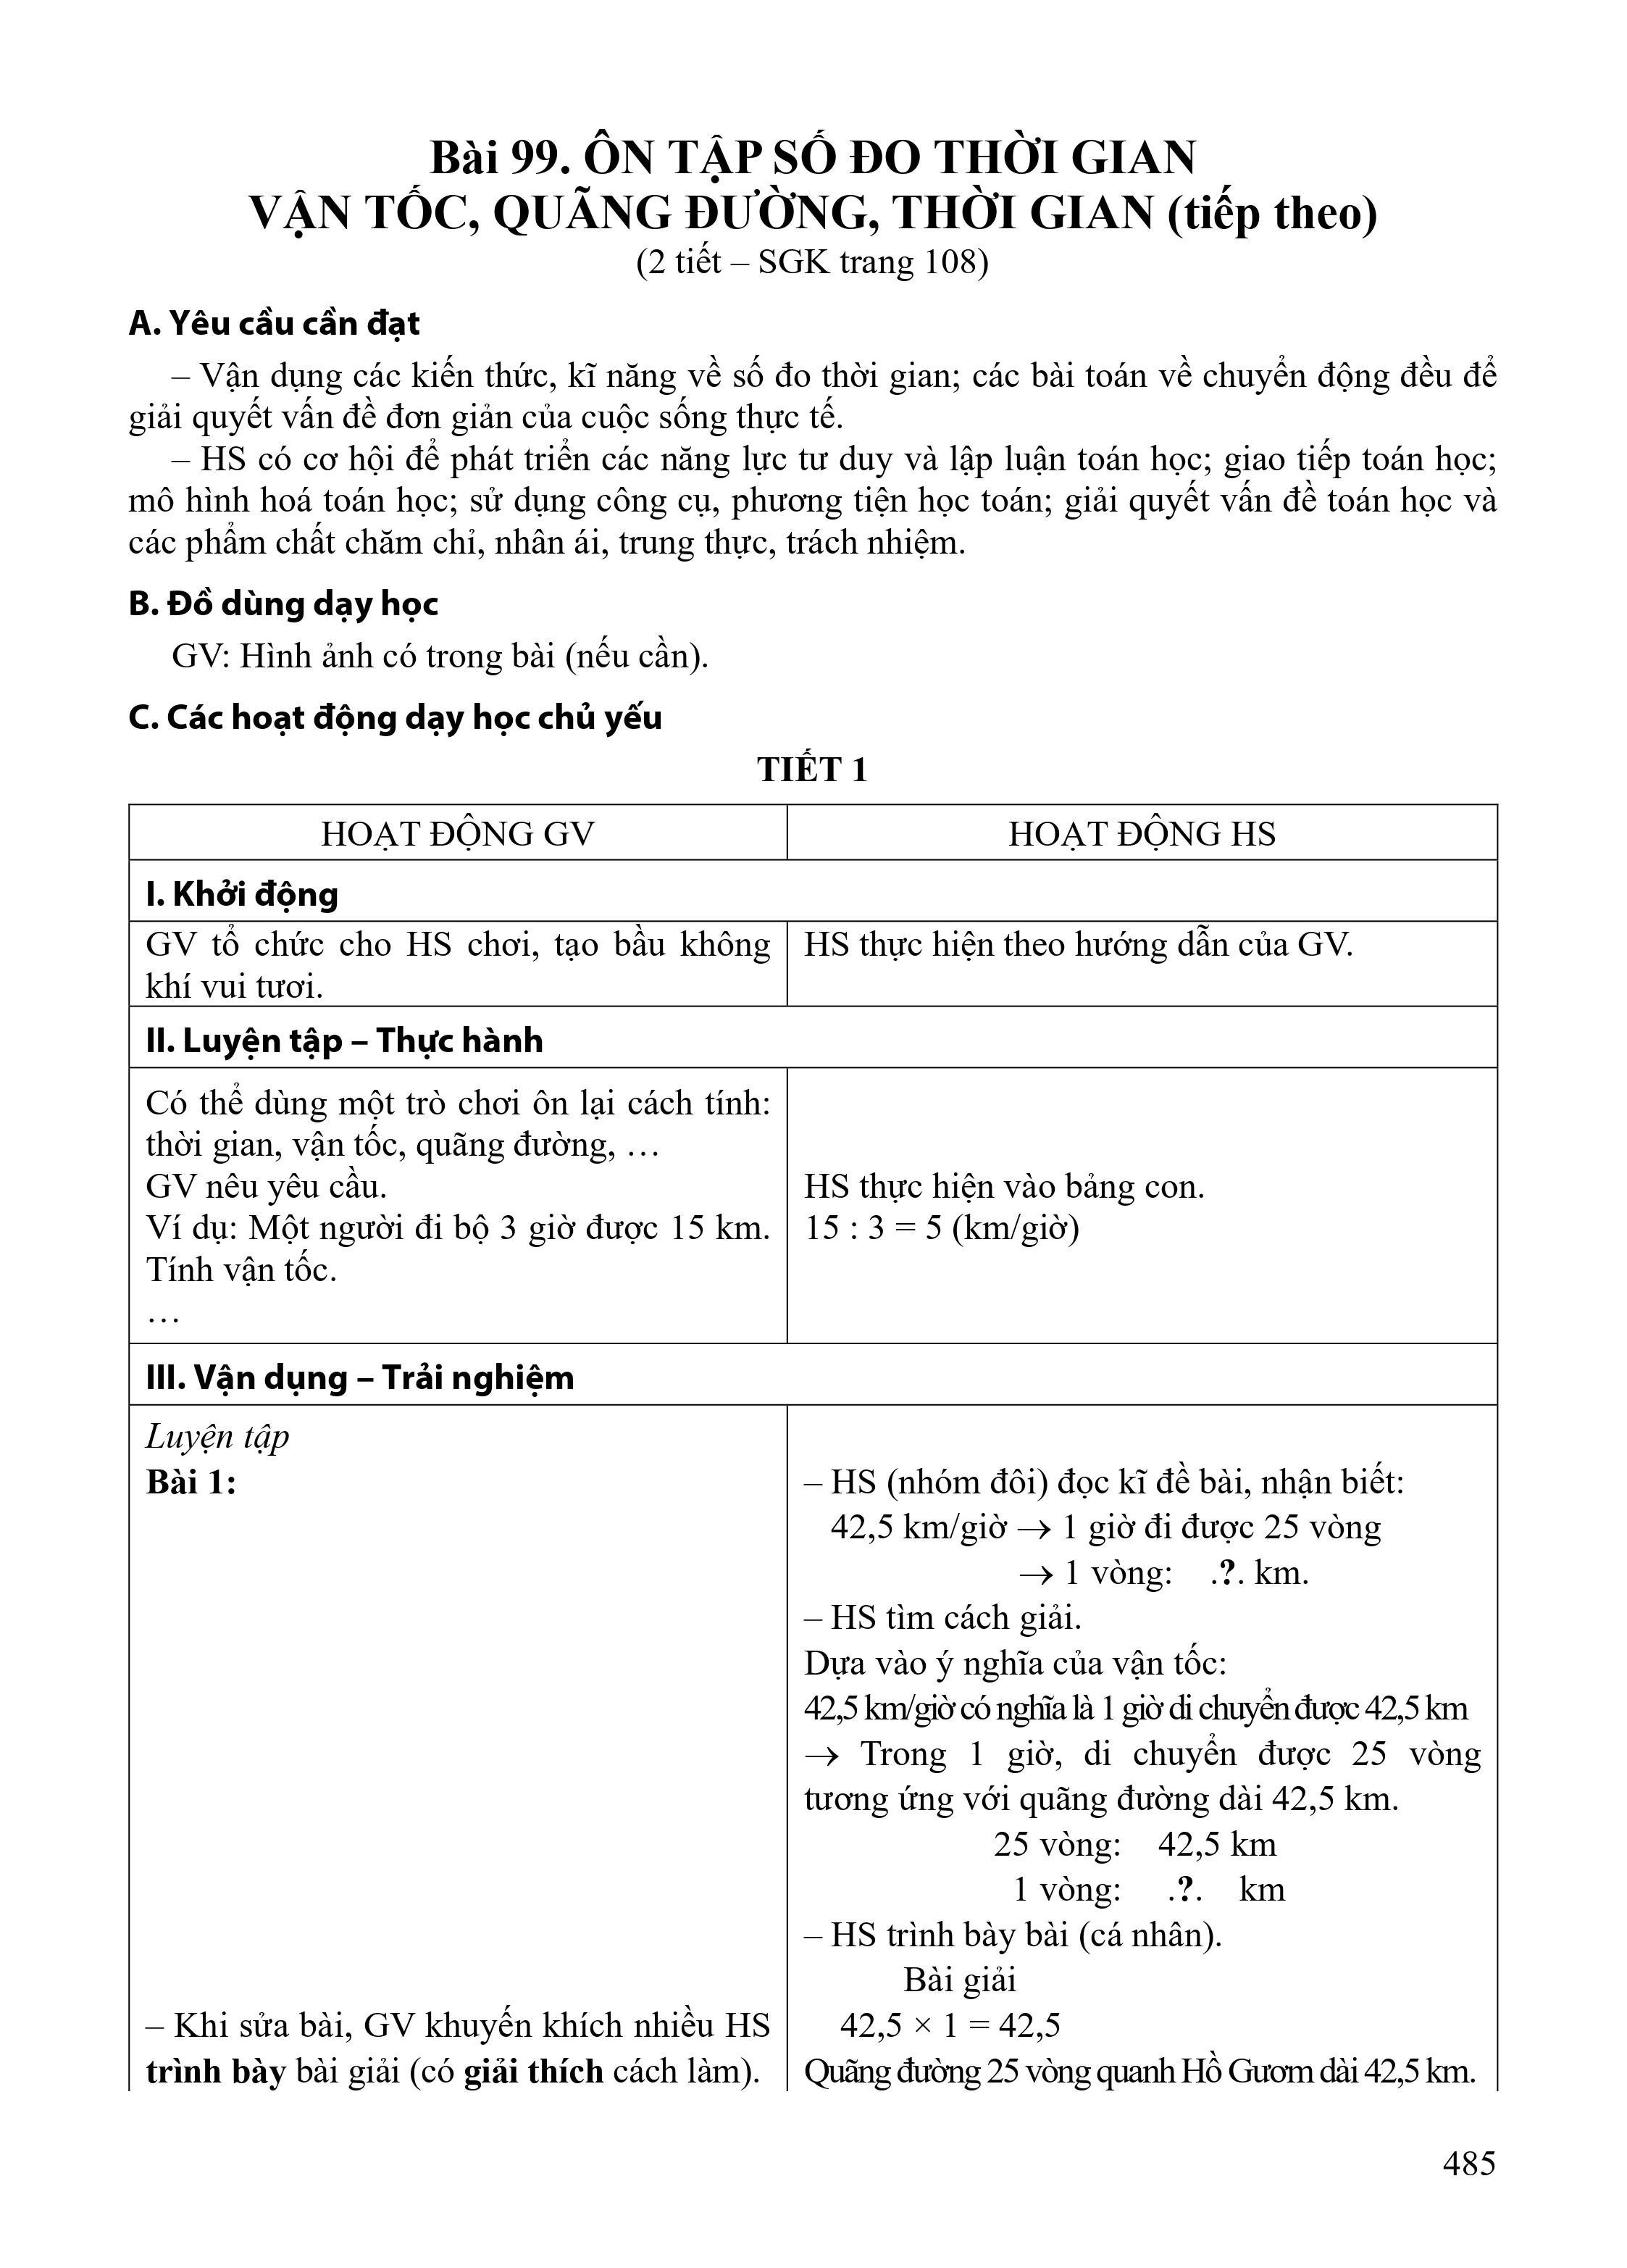 Bài 99. ÔN TẬP SỐ ĐO THỜI GIAN
VẬN TỐC, QUÃNG ĐƯỜNG, THỜI GIAN (tiếp theo)
(2 tiết – SGK trang 108)
A. Yêu cầu cần đạt
– Vận dụng các kiến thức, kĩ năng về số đo thời gian; các bài toán về chuyển động đều để
giải quyết vấn đề đơn giản của cuộc sống thực tế.
– HS có cơ hội để phát triển các năng lực tư duy và lập luận toán học; giao tiếp toán học;
mô hình hoá toán học; sử dụng công cụ, phương tiện học toán; giải quyết vấn đề toán học và
các phẩm chất chăm chỉ, nhân ái, trung thực, trách nhiệm.
B. Đồ dùng dạy học
GV: Hình ảnh có trong bài (nếu cần).
C. Các hoạt động dạy học chủ yếu
TIẾT 1
HOẠT ĐỘNG GV
HOẠT ĐỘNG HS
I. Khởi động
GV tổ chức cho HS chơi, tạo bầu không
khí vui tươi.
HS thực hiện theo hướng dẫn của GV.
II. Luyện tập – Thực hành
Có thể dùng một trò chơi ôn lại cách tính:
thời gian, vận tốc, quãng đường, …
GV nêu yêu cầu.
Ví dụ: Một người đi bộ 3 giờ được 15 km.
Tính vận tốc.
…
HS thực hiện vào bảng con.
15 : 3 = 5 (km/giờ)
III. Vận dụng – Trải nghiệm
Luyện tập
Bài 1:
– Khi sửa bài, GV khuyến khích nhiều HS
trình bày bài giải (có giải thích cách làm).
– HS (nhóm đôi) đọc kĩ đề bài, nhận biết:
42,5 km/giờ → 1 giờ đi được 25 vòng
→ 1 vòng: .?. km.
– HS tìm cách giải.
Dựa vào ý nghĩa của vận tốc:
42,5 km/giờ có nghĩa là 1 giờ di chuyển được 42,5 km
→ Trong 1 giờ, di chuyển được 25 vòng
tương ứng với quãng đường dài 42,5 km.
25 vòng: 42,5 km
1 vòng: .?. km
– HS trình bày bài (cá nhân).
Bài giải
42,5 × 1 = 42,5
Quãng đường 25 vòng quanh Hồ Gươm dài 42,5 km.
485